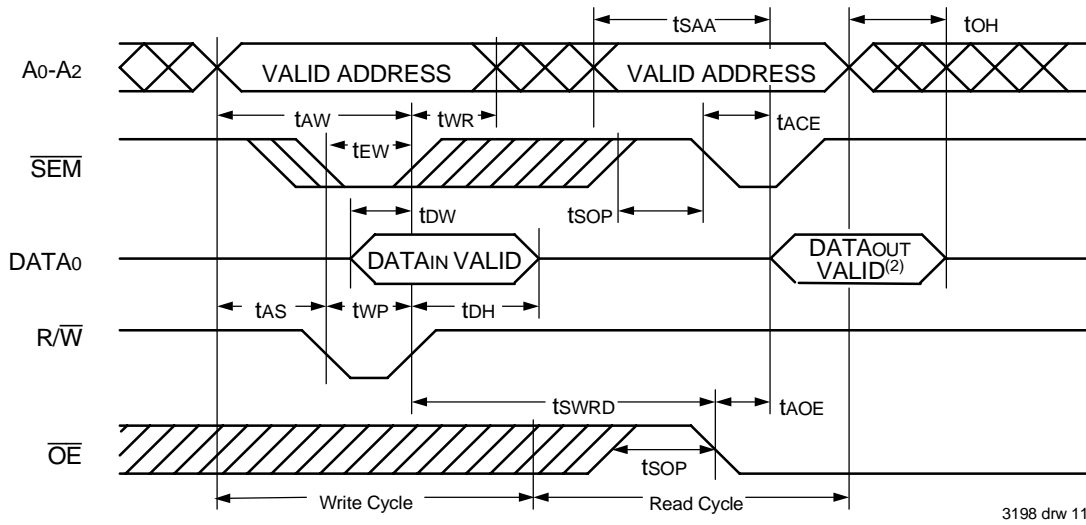 tSAA
tOH
A0-A2
VALID ADDRESS
VALID ADDRESS
tAW
tWR
tACE
tEW
SEM
tDW
tSOP
DATA0
DATAIN VALID
DATAOUT
VALID(2)
tAS
tWP
tDH
R/W
tSWRD
tAOE
OE
tSOP
Write Cycle
Read Cycle
3198 drw 11